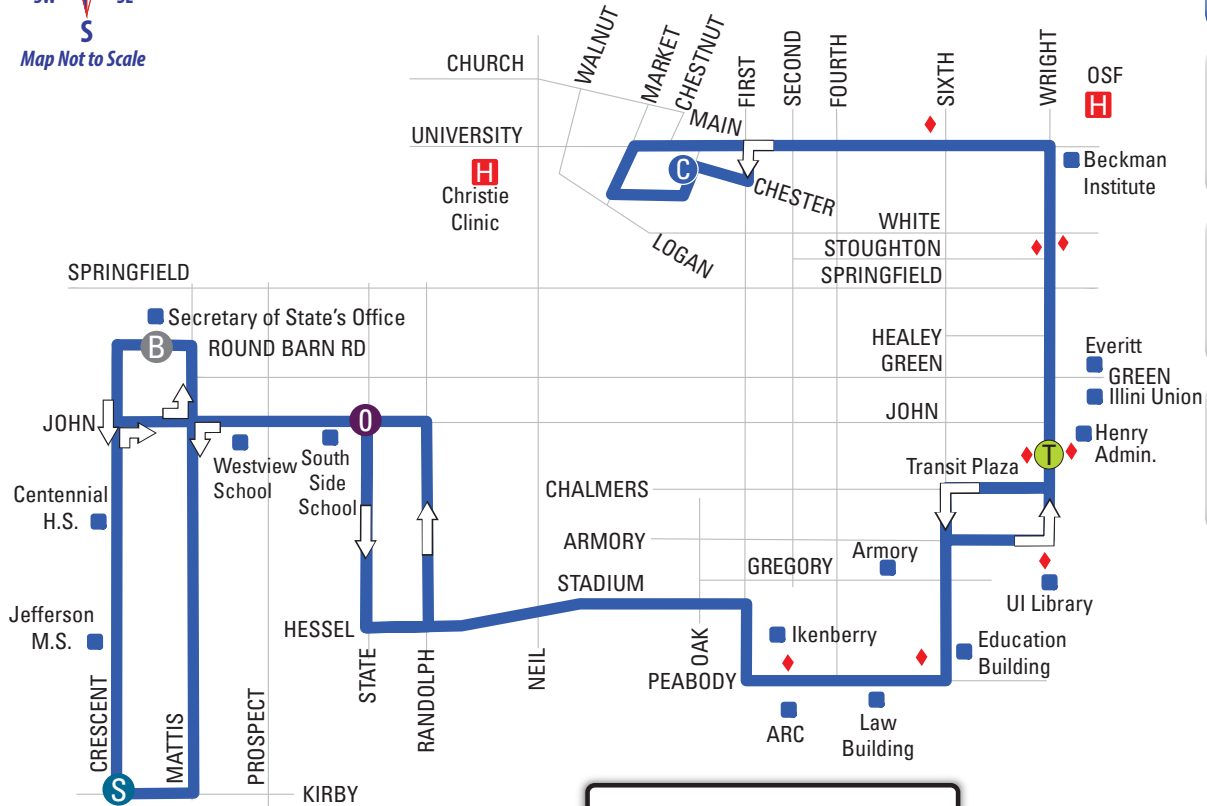 SW
SE
S
Map Not to Scale
WALNUT
MARKET
CHESTNUT
FIRST
SECOND
FOURTH
SIXTH
WRIGHT
OSF
H
CHURCH
MAIN
UNIVERSITY
H
Christie
Clinic
C
CHESTER
Beckman
Institute
LOGAN
WHITE
STOUGHTON
SPRINGFIELD
SPRINGFIELD
Secretary of State's Office
B
ROUND BARN RD
HEALEY
GREEN
Everitt
GREEN
Illini Union
JOHN
JOHN
O
Henry
Admin.
T
Transit Plaza
Westview
School
South
Side
School
Centennial
H.S.
CHALMERS
ARMORY
GREGORY
Armory
STADIUM
UI Library
Jefferson
M.S.
HESSEL
Ikenberry
Education
Building
OAK
PEABODY
STATE
RANDOLPH
NEIL
ARC
Law
Building
CRESCENT
MATTIS
PROSPECT
S
KIRBY